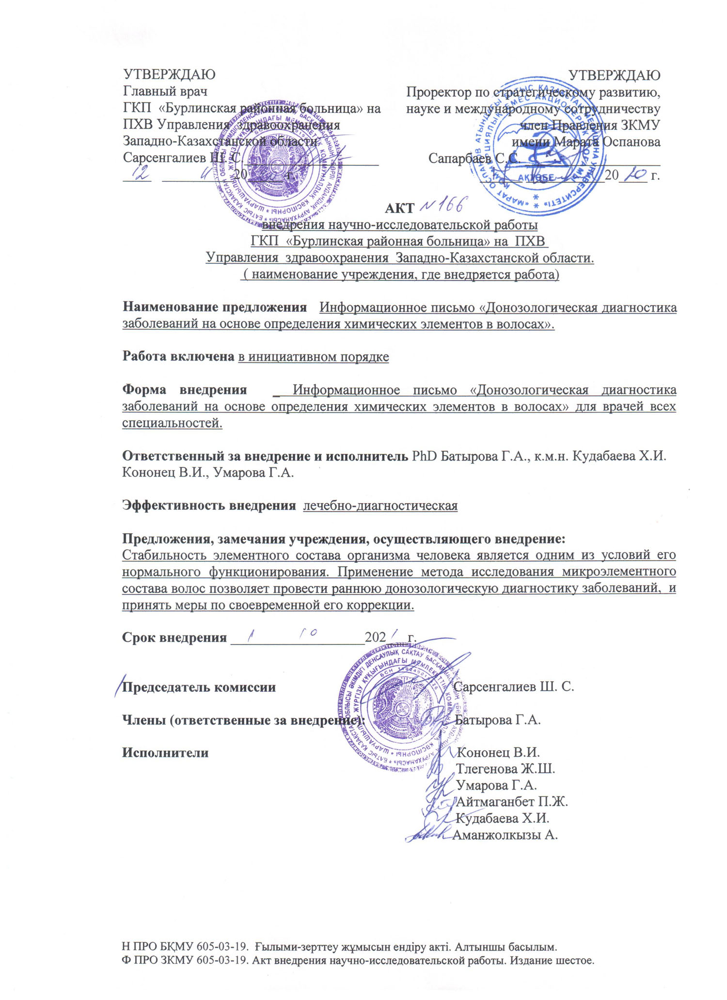 УТВЕРЖДАЮ
Главный врач
ГКП «Бурлинская районная больница» на
ПХВ Управления здравоохранения
Западно-Казахстанской области
Сарсенгалиев Ш. С.
12 20 г.
УТВЕРЖДАЮ
Проректор по стратегическому развитию,
науке и международному сотрудничеству
член Правления ЗКМУ
имени Марата Оспанова
Сапарбаев С.С.
20 20 г.
АКТОБЕ
АКТ №166
внедрения научно-исследовательской работы
ГКП «Бурлинская районная больница» на ПХВ
Управления здравоохранения Западно-Казахстанской области.
( наименование учреждения, где внедряется работа)
Наименование предложения Информационное письмо «Донозологическая диагностика
заболеваний на основе определения химических элементов в волосах».
Работа включена в инициативном порядке
Форма внедрения _ Информационное письмо «Донозологическая диагностика
заболеваний на основе определения химических элементов в волосах» для врачей всех
специальностей.
Ответственный за внедрение и исполнитель PhD Батырова Г.А., к.м.н. Кудабаева Х.И.
Кононец В.И., Умарова Г.А.
Эффективность внедрения лечебно-диагностическая
Предложения, замечания учреждения, осуществляющего внедрение:
Стабильность элементного состава организма человека является одним из условий его
нормального функционирования. Применение метода исследования микроэлементного
состава волос позволяет провести раннюю донозологическую диагностику заболеваний, и
принять меры по своевременной его коррекции.
Срок внедрения 1 10 2021 г.
Председатель комиссии Сарсенгалиев Ш. С.
Члены (ответственные за внедрение): Батырова Г.А.
Исполнители Кононец В.И.
Тлегенова Ж.Ш.
Умарова Г.А.
Айтмаганбет П.Ж.
Кудабаева Х.И.
Аманжолкызы А.
Н ПРО БҚМУ 605-03-19. Ғылыми-зерттеу жұмысын ендіру акті. Алтыншы басылым.
Ф ПРО ЗКМУ 605-03-19. Акт внедрения научно-исследовательской работы. Издание шестое.